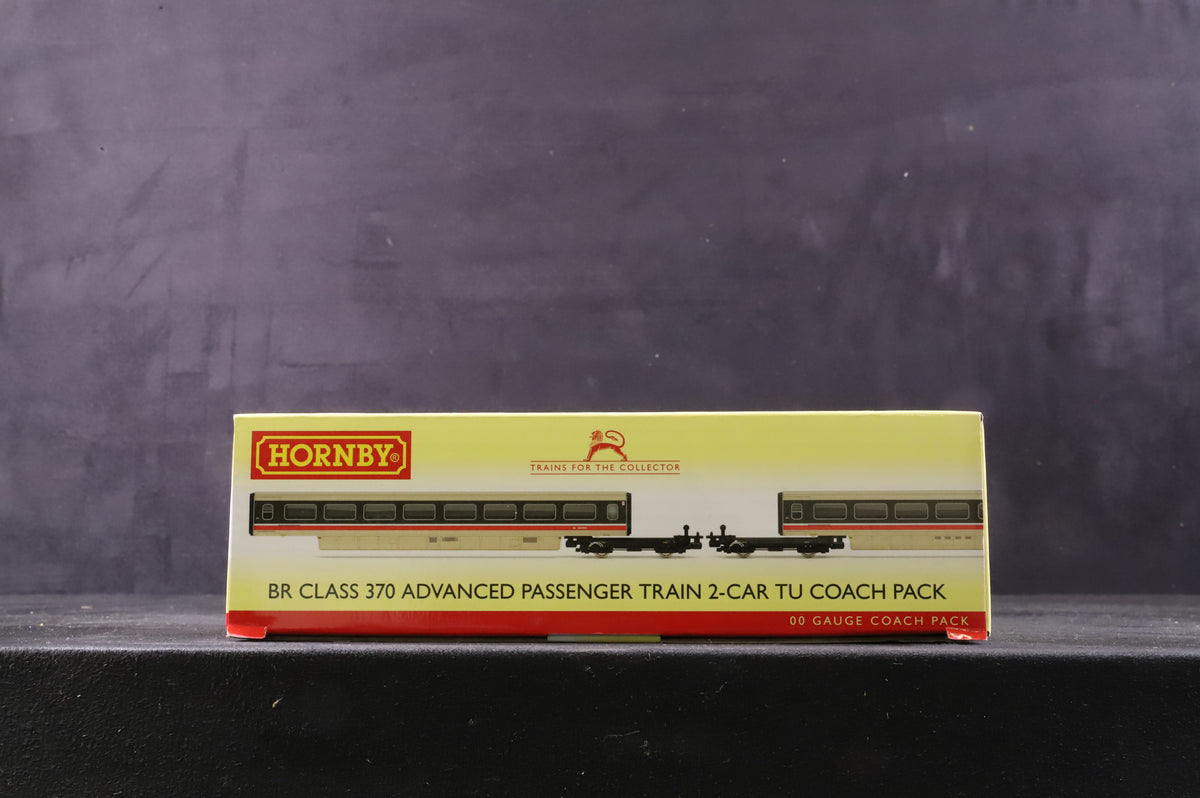 HORNBY®
TRAINS FOR THE COLLECTOR
BR CLASS 370 ADVANCED PASSENGER TRAIN 2-CAR TU COACH PACK
00 GAUGE COACH PACK